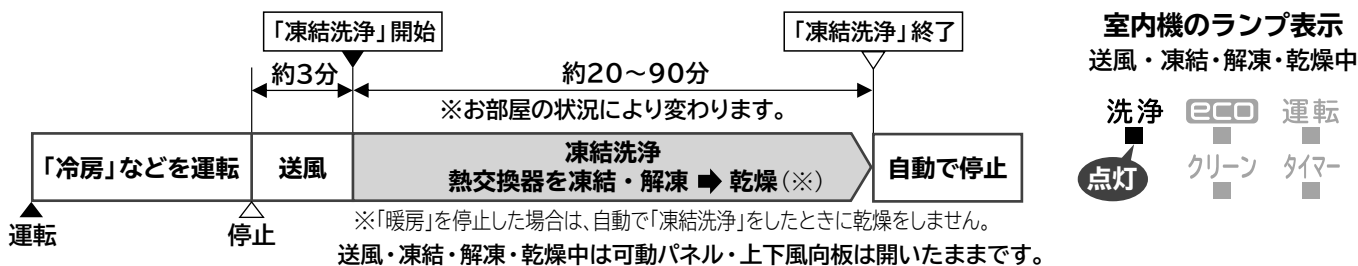 「凍結洗浄」開始
「凍結洗浄」終了
約3分
約20～90分
※お部屋の状況により変わります。
「冷房」などを運転
送風
凍結洗浄
熱交換器を凍結・解凍➡乾燥(※)
自動で停止
運転
停止
※「暖房」を停止した場合は、自動で「凍結洗浄」をしたときに乾燥をしません。
送風・凍結・解凍・乾燥中は可動パネル・上下風向板は開いたままです。
室内機のランプ表示
送風・凍結・解凍・乾燥中
洗浄 eco 運転
点灯 クリーン タイマー